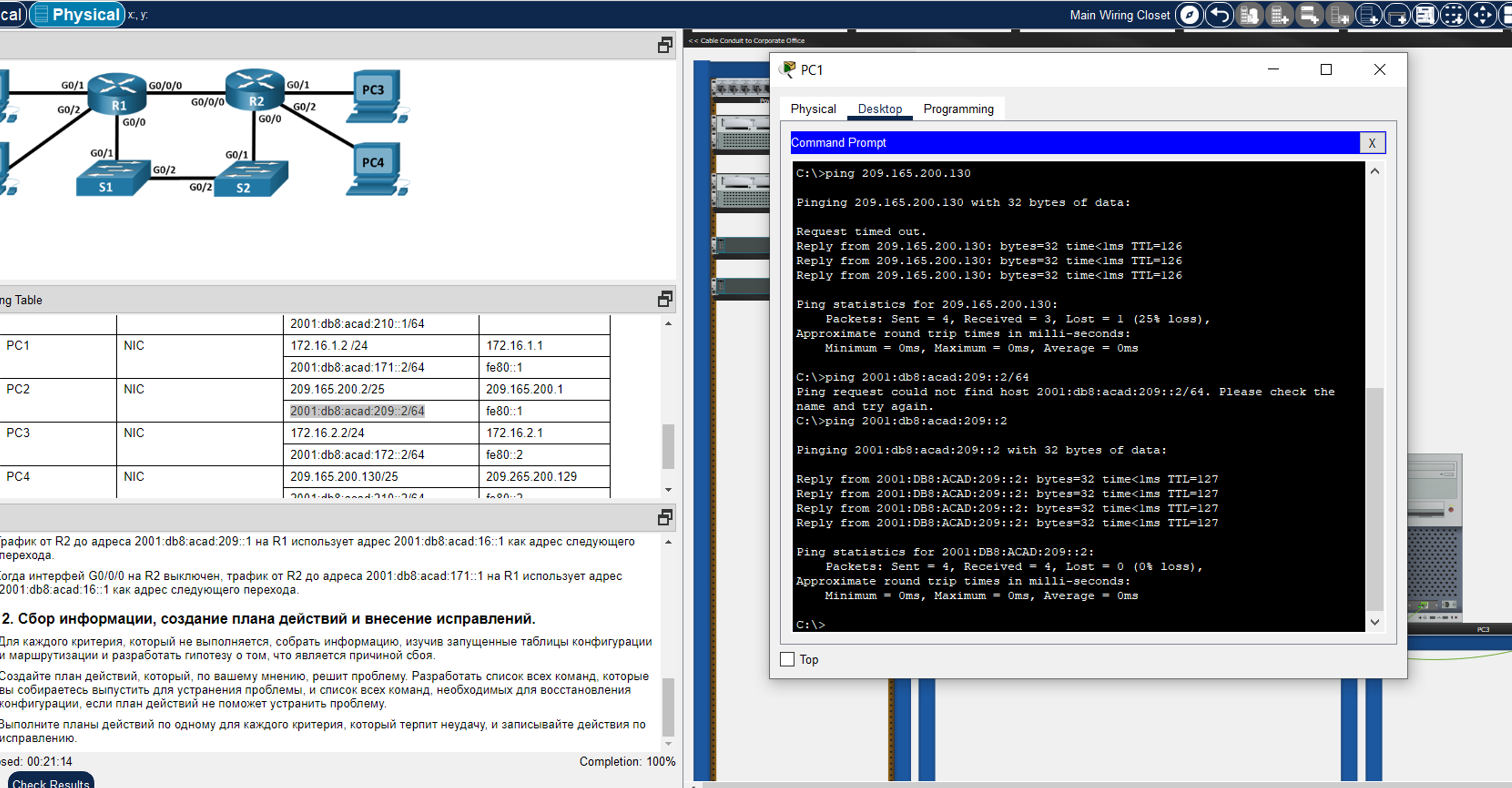 cal Physical x:, y:
Main Wiring Closet
<< Cable Conduit to Corporate Office
G0/1 G0/0/0 G0/1
PC3
R1 R2
G0/2 G0/0/0 G0/2
G0/0 G0/0
G0/1 G0/1
PC4
G0/2
S1 G0/2 S2
ng Table
2001:db8:acad:210::1/64
PC1 NIC 172.16.1.2 /24 172.16.1.1
2001:db8:acad:171::2/64 fe80::1
PC2 NIC 209.165.200.2/25 209.165.200.1
2001:db8:acad:209::2/64 fe80::1
PC3 NIC 172.16.2.2/24 172.16.2.1
2001:db8:acad:172::2/64 fe80::2
PC4 NIC 209.165.200.130/25 209.265.200.129
2001:db8:acad:210::2/64 fe80::2
Трафик от R2 до адреса 2001:db8:acad:209::1 на R1 использует адрес 2001:db8:acad:16::1 как адрес следующего
перехода.
Когда интерфей G0/0/0 на R2 выключен, трафик от R2 до адреса 2001:db8:acad:171::1 на R1 использует адрес
2001:db8:acad:16::1 как адрес следующего перехода.
2. Сбор информации, создание плана действий и внесение исправлений.
Для каждого критерия, который не выполняется, собрать информацию, изучив запущенные таблицы конфигурации
и маршрутизации и разработать гипотезу о том, что является причиной сбоя.
Создайте план действий, который, по вашему мнению, решит проблему. Разработать список всех команд, которые
вы собираетесь выпустить для устранения проблемы, и список всех команд, необходимых для восстановления
конфигурации, если план действий не поможет устранить проблему.
Выполните планы действий по одному для каждого критерия, который терпит неудачу, и записывайте действия по
исправлению.
osed: 00:21:14 Completion: 100%
Check Results
PC1
Physical Desktop Programming
Command Prompt X
C:\>ping 209.165.200.130
Pinging 209.165.200.130 with 32 bytes of data:
Request timed out.
Reply from 209.165.200.130: bytes=32 time<1ms TTL=126
Reply from 209.165.200.130: bytes=32 time<1ms TTL=126
Reply from 209.165.200.130: bytes=32 time<1ms TTL=126
Ping statistics for 209.165.200.130:
Packets: Sent = 4, Received = 3, Lost = 1 (25% loss),
Approximate round trip times in milli-seconds:
Minimum = 0ms, Maximum = 0ms, Average = 0ms
C:\>ping 2001:db8:acad:209::2/64
Ping request could not find host 2001:db8:acad:209::2/64. Please check the
name and try again.
C:\>ping 2001:db8:acad:209::2
Pinging 2001:db8:acad:209::2 with 32 bytes of data:
Reply from 2001:DB8:ACAD:209::2: bytes=32 time<1ms TTL=127
Reply from 2001:DB8:ACAD:209::2: bytes=32 time<1ms TTL=127
Reply from 2001:DB8:ACAD:209::2: bytes=32 time<1ms TTL=127
Reply from 2001:DB8:ACAD:209::2: bytes=32 time<1ms TTL=127
Ping statistics for 2001:DB8:ACAD:209::2:
Packets: Sent = 4, Received = 4, Lost = 0 (0% loss),
Approximate round trip times in milli-seconds:
Minimum = 0ms, Maximum = 0ms, Average = 0ms
C:\>
Top
PC3